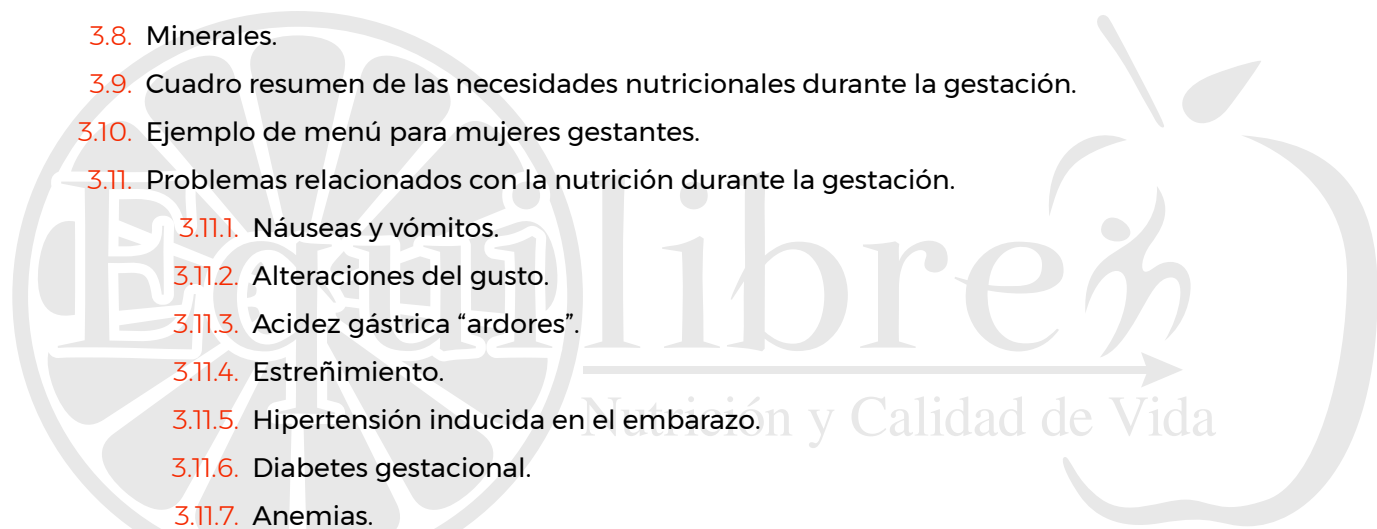 3.8. Minerales.
3.9. Cuadro resumen de las necesidades nutricionales durante la gestación.
3.10. Ejemplo de menú para mujeres gestantes.
3.11. Problemas relacionados con la nutrición durante la gestación.
3.11.1. Náuseas y vómitos.
3.11.2. Alteraciones del gusto.
3.11.3. Acidez gástrica “ardores”.
3.11.4. Estreñimiento.
3.11.5. Hipertensión inducida en el embarazo.
3.11.6. Diabetes gestacional.
3.11.7. Anemias.
Equilibren
Nutrición y Calidad de Vida